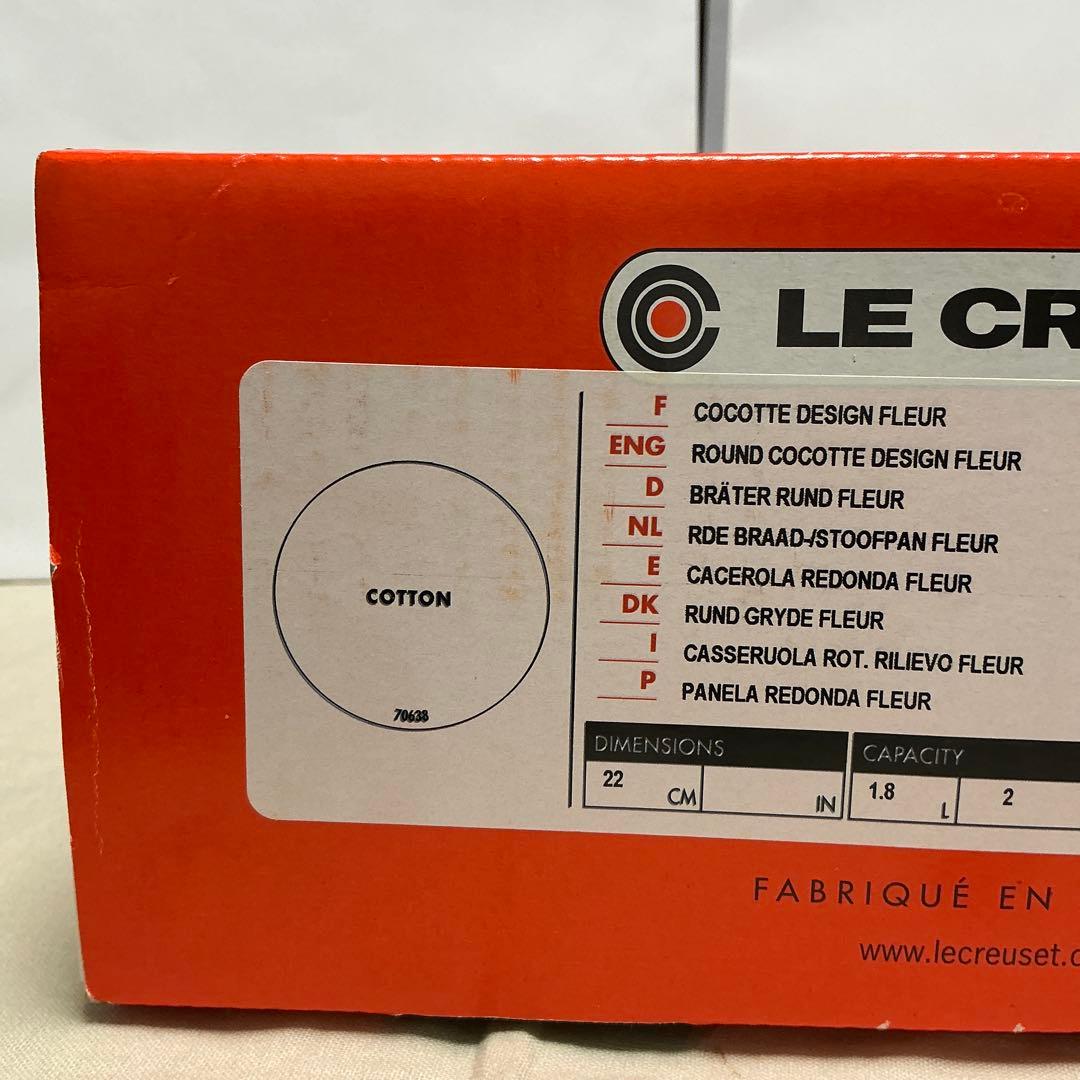 LE CR
F COCOTTE DESIGN FLEUR
ENG ROUND COCOTTE DESIGN FLEUR
D BRÄTER RUND FLEUR
NL RDE BRAAD-/STOOFPAN FLEUR
E CACEROLA REDONDA FLEUR
DK RUND GRYDE FLEUR
I CASSERUOLA ROT. RILIEVO FLEUR
P PANELA REDONDA FLEUR
COTTON
70638
DIMENSIONS CAPACITY
22 CM IN 1.8 L 2
FABRIQUÉ EN
www.lecreuset.c